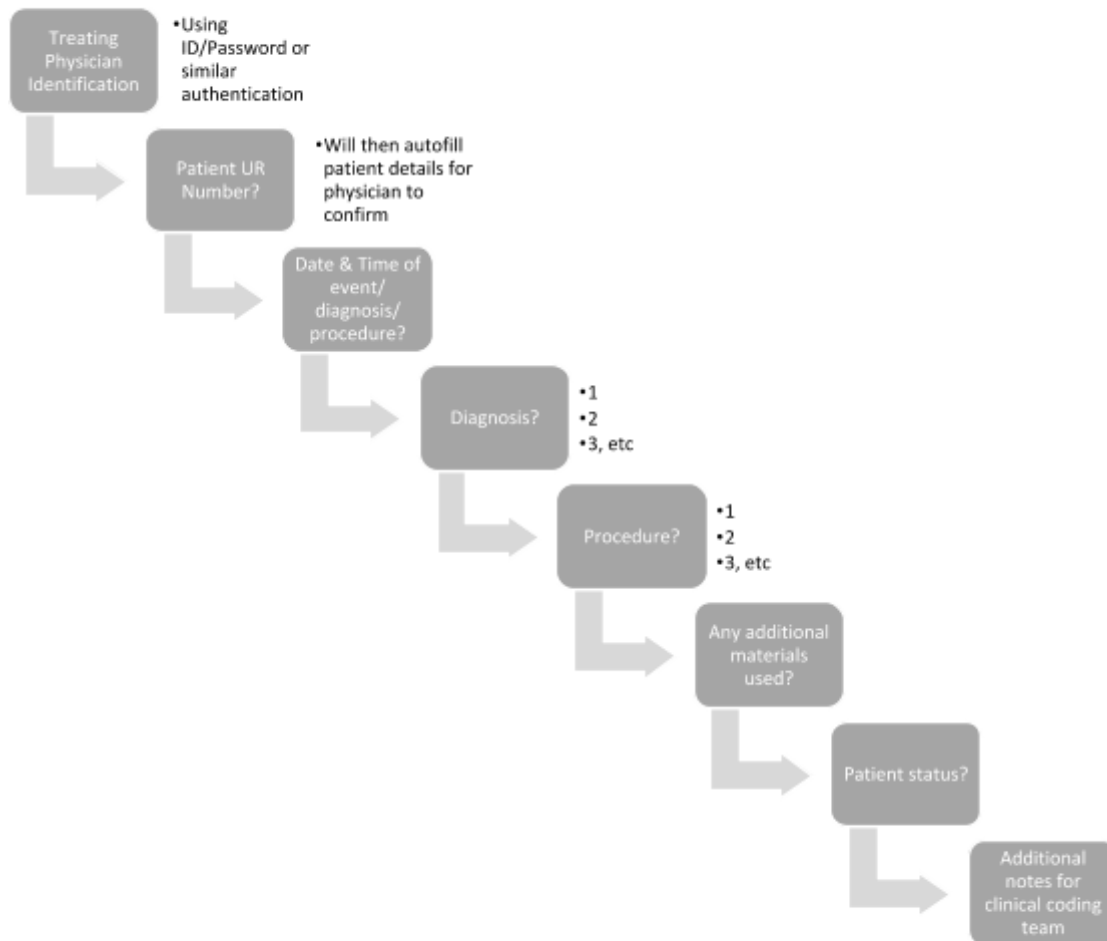 Treating
Physician
Identification
•Using
ID/Password or
similar
authentication
Patient UR
Number?
•Will then autofill
patient details for
physician to
confirm
Date & Time of
event/
diagnosis/
procedure?
Diagnosis?
•1
•2
•3, etc
Procedure?
•1
•2
•3, etc
Any additional
materials
used?
Patient status?
Additional
notes for
clinical coding
team